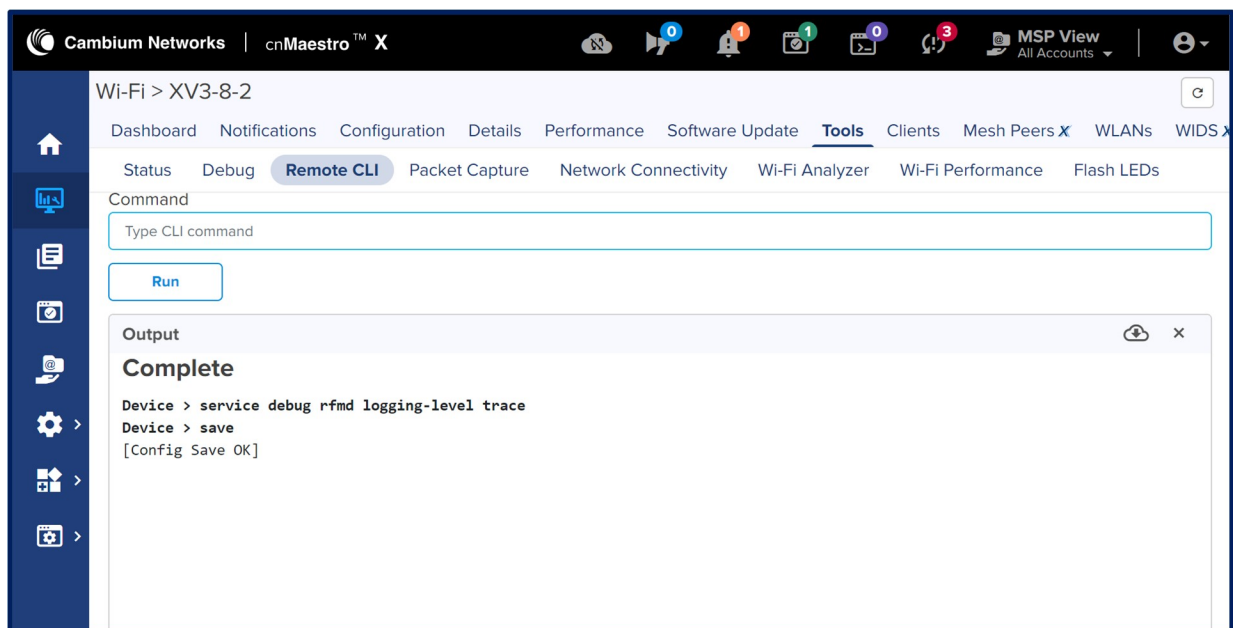 Cambium Networks | cnMaestro™ X
0
1
1
0
3
MSP View
All Accounts
Wi-Fi > XV3-8-2
Dashboard Notifications Configuration Details Performance Software Update Tools Clients Mesh Peers X WLANs WIDS X
Status Debug Remote CLI Packet Capture Network Connectivity Wi-Fi Analyzer Wi-Fi Performance Flash LEDs
Command
Type CLI command
Run
Output
Complete
Device > service debug rfmd logging-level trace
Device > save
[Config Save OK]